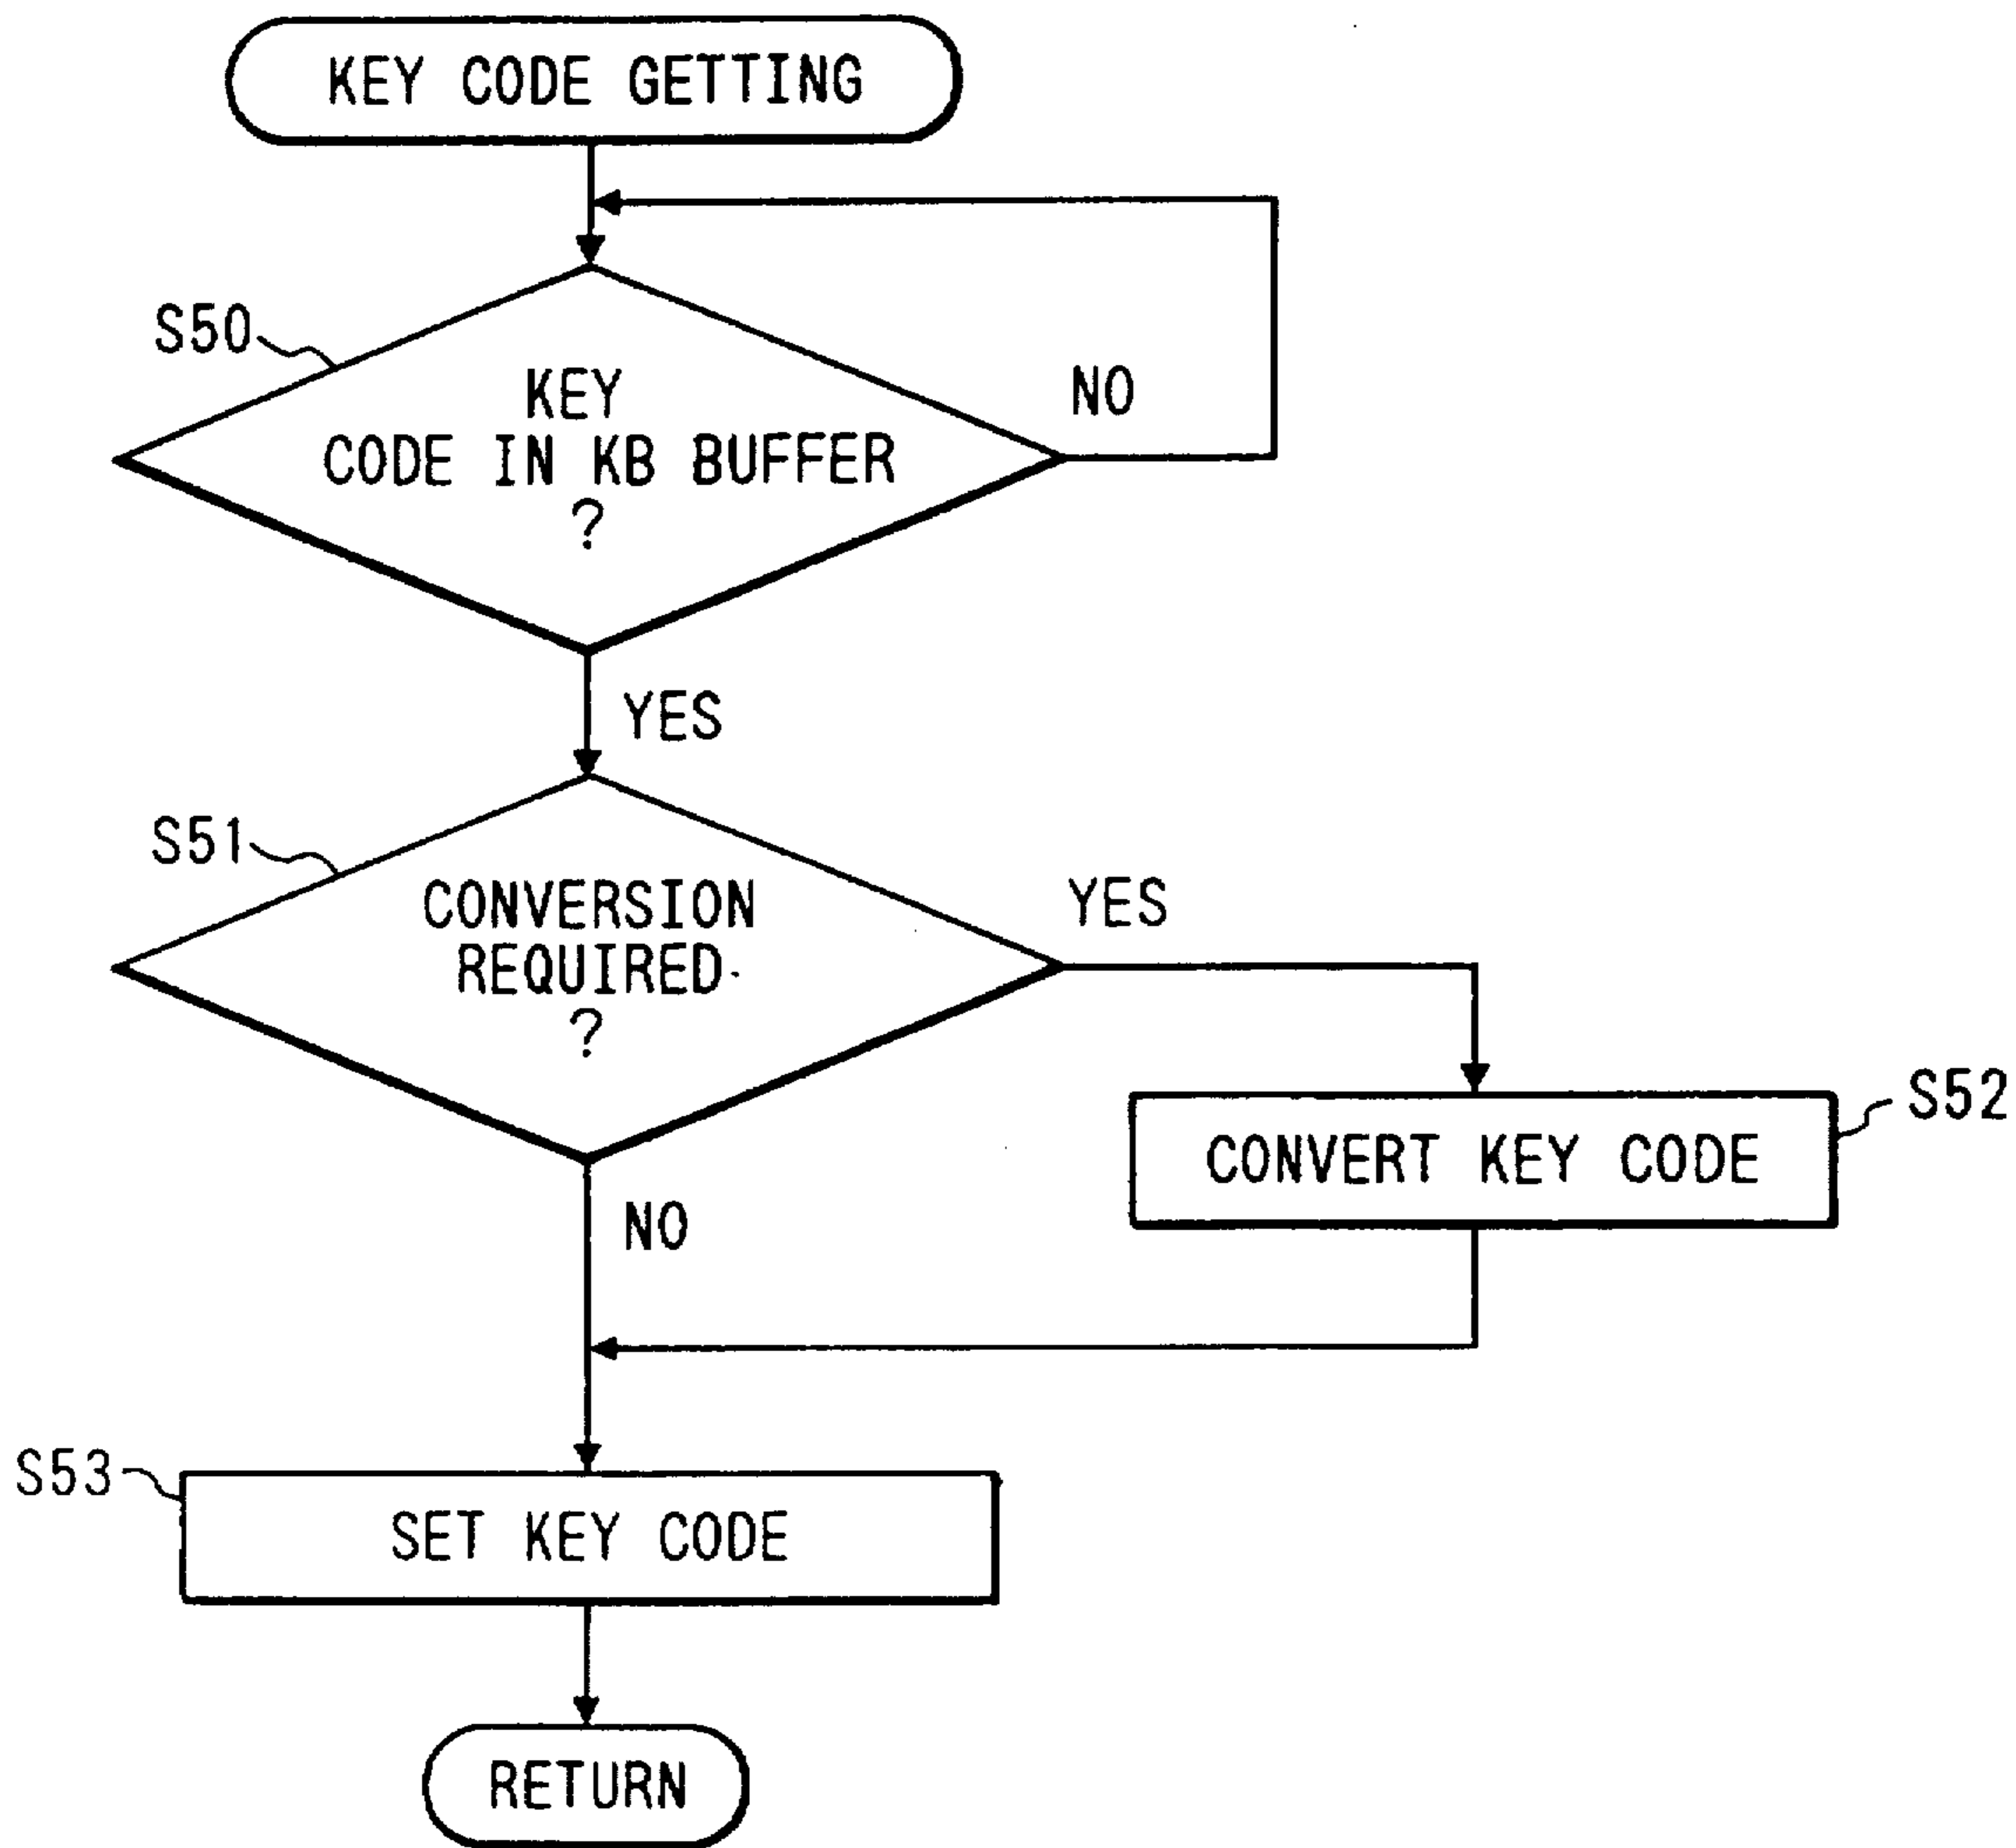 KEY CODE GETTING
S50
KEY
NO
CODE IN KB BUFFER
?
YES
S51
CONVERSION
YES
REQUIRED
?
S52
CONVERT KEY CODE
NO
S53
SET KEY CODE
RETURN